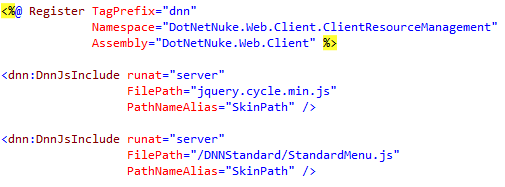 <%@ Register TagPrefix="dnn"
Namespace="DotNetNuke.Web.Client.ClientResourceManagement"
Assembly="DotNetNuke.Web.Client" %>
<dnn:DnnJsInclude runat="server"
FilePath="jquery.cycle.min.js"
PathNameAlias="SkinPath" />
<dnn:DnnJsInclude runat="server"
FilePath="/DNNStandard/StandardMenu.js"
PathNameAlias="SkinPath" />